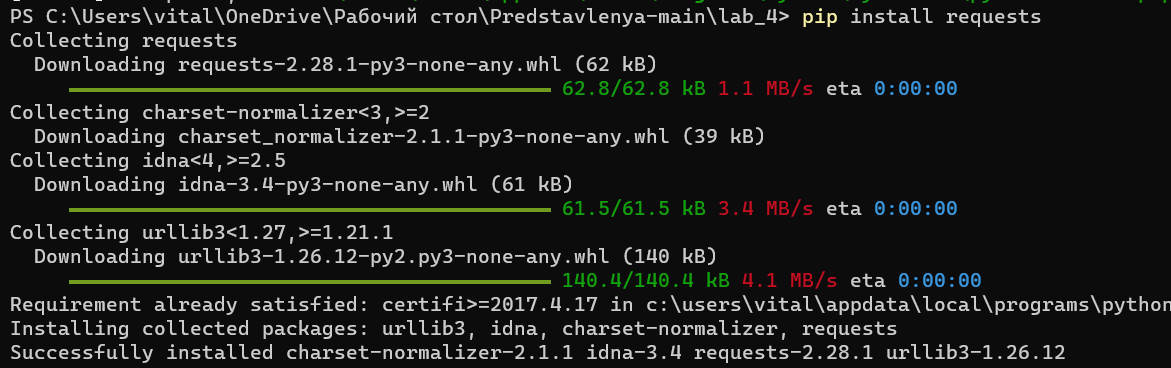 PS C:\Users\vital\OneDrive\Рабочий стол\Predstavlenya-main\lab_4> pip install requests
Collecting requests
Downloading requests-2.28.1-py3-none-any.whl (62 kB)
62.8/62.8 kB 1.1 MB/s eta 0:00:00
Collecting charset-normalizer<3,>=2
Downloading charset_normalizer-2.1.1-py3-none-any.whl (39 kB)
Collecting idna<4,>=2.5
Downloading idna-3.4-py3-none-any.whl (61 kB)
61.5/61.5 kB 3.4 MB/s eta 0:00:00
Collecting urllib3<1.27,>=1.21.1
Downloading urllib3-1.26.12-py2.py3-none-any.whl (140 kB)
140.4/140.4 kB 4.1 MB/s eta 0:00:00
Requirement already satisfied: certifi>=2017.4.17 in c:\users\vital\appdata\local\programs\python
Installing collected packages: urllib3, idna, charset-normalizer, requests
Successfully installed charset-normalizer-2.1.1 idna-3.4 requests-2.28.1 urllib3-1.26.12